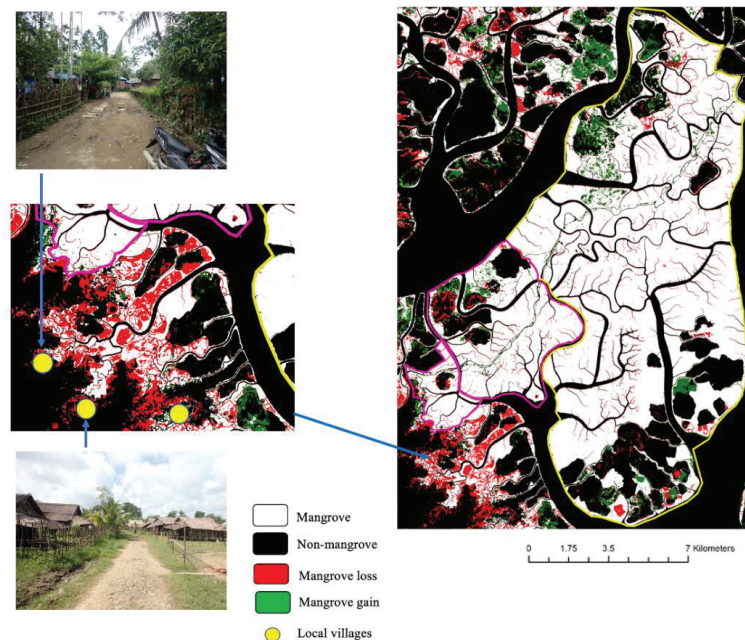 Mangrove
Non-mangrove
Mangrove loss
Mangrove gain
Local villages
0 1.75 3.5 7 Kilometers